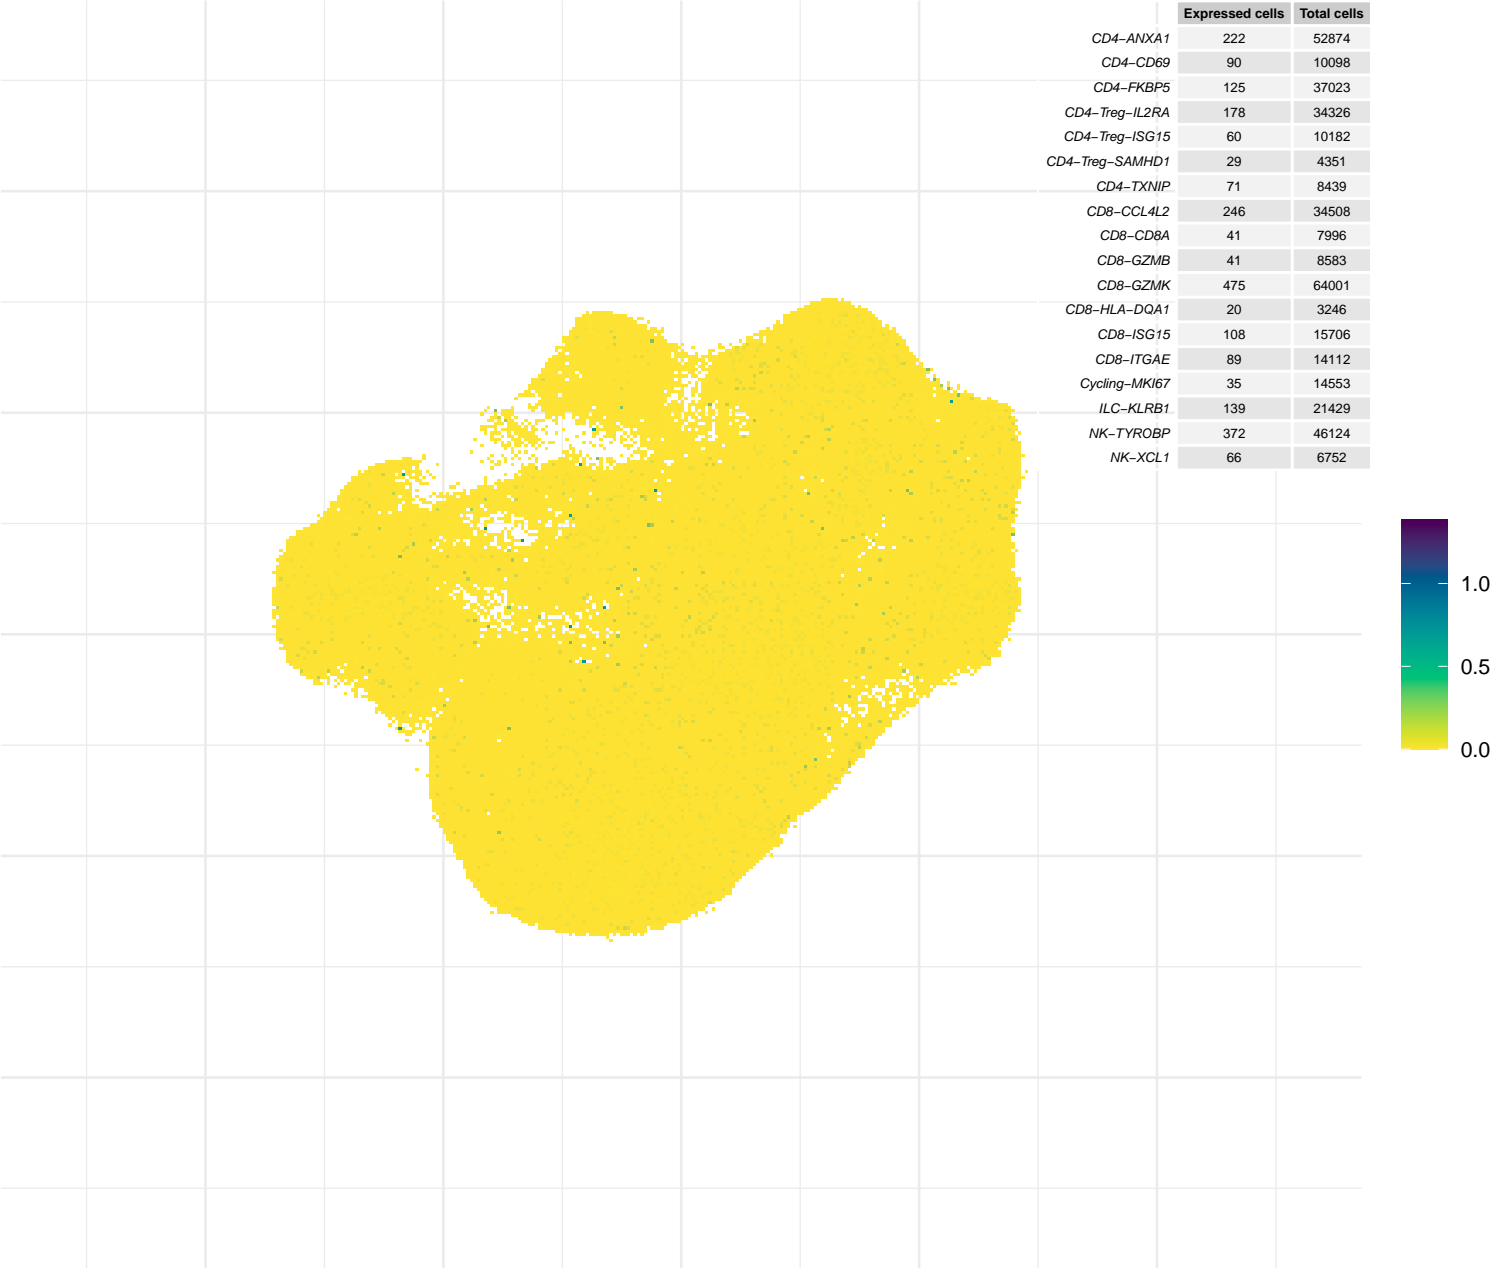 Expressed cells Total cells
CD4−ANXA1 222 52874
CD4−CD69 90 10098
CD4−FKBP5 125 37023
CD4−Treg−IL2RA 178 34326
CD4−Treg−ISG15 60 10182
CD4−Treg−SAMHD1 29 4351
CD4−TXNIP 71 8439
CD8−CCL4L2 246 34508
CD8−CD8A 41 7996
CD8−GZMB 41 8583
CD8−GZMK 475 64001
CD8−HLA−DQA1 20 3246
CD8−ISG15 108 15706
CD8−ITGAE 89 14112
Cycling−MKI67 35 14553
ILC−KLRB1 139 21429
NK−TYROBP 372 46124
NK−XCL1 66 6752
1.0
0.5
0.0